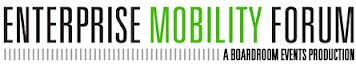 ENTERPRISE MOBILITY FORUM
A BOARDROOM EVENTS PRODUCTION